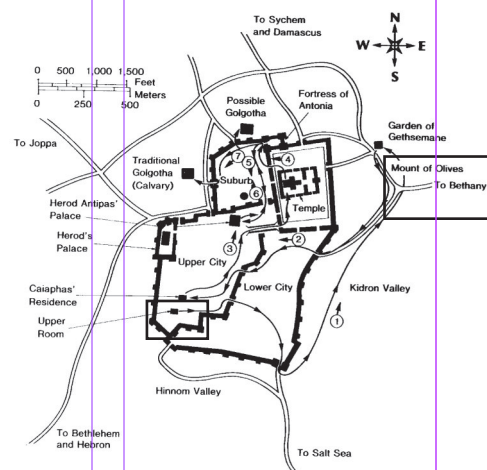 To Sychem
and Damascus
N
W
E
S
0 500 1,000 1,500
Feet
Meters
0 500
Possible
Golgotha
Fortress of
Antonia
Garden of
Gethsemane
To Joppa
Traditional
Golgotha
(Calvary)
7
5
4
Suburb
6
Mount of Olives
To Bethany
Herod Antipas'
Palace
Temple
Herod's
Palace
3
2
Upper City
Caiaphas'
Residence
Lower City
Kidron Valley
Upper
Room
1
Hinnom Valley
To Bethlehem
and Hebron
To Salt Sea